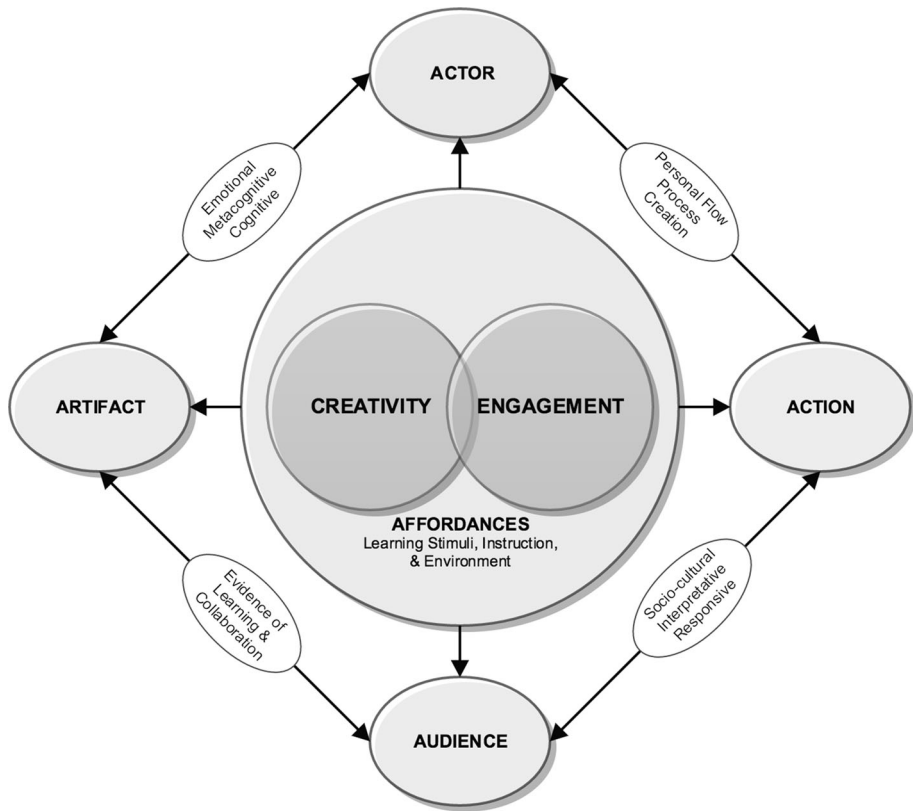 ACTOR
Emotional
Metacognitive
Cognitive
Personal Flow
Process
Creation
ARTIFACT
CREATIVITY
ENGAGEMENT
ACTION
AFFORDANCES
Learning Stimuli, Instruction,
& Environment
Evidence of
Learning &
Collaboration
Socio-cultural
Interpretative
Responsive
AUDIENCE